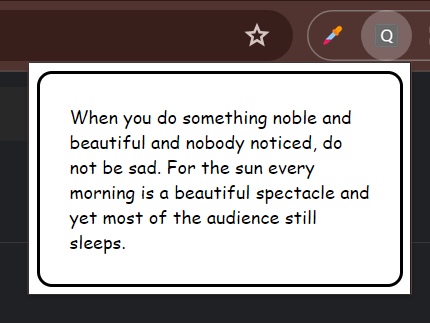 Q
When you do something noble and
beautiful and nobody noticed, do
not be sad. For the sun every
morning is a beautiful spectacle and
yet most of the audience still
sleeps.